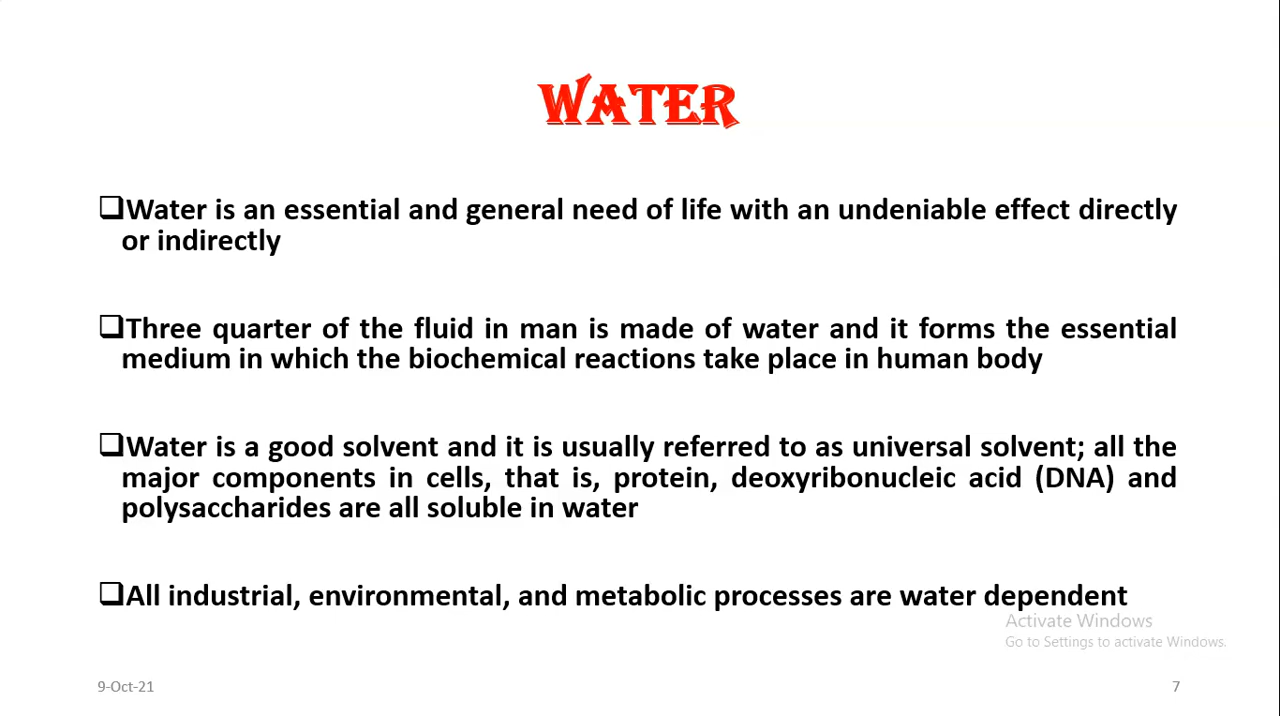 WATER
❑Water is an essential and general need of life with an undeniable effect directly
or indirectly
❑Three quarter of the fluid in man is made of water and it forms the essential
medium in which the biochemical reactions take place in human body
❑Water is a good solvent and it is usually referred to as universal solvent; all the
major components in cells, that is, protein, deoxyribonucleic acid (DNA) and
polysaccharides are all soluble in water
❑All industrial, environmental, and metabolic processes are water dependent
Activate Windows
Go to Settings to activate Windows.
9-Oct-21
7